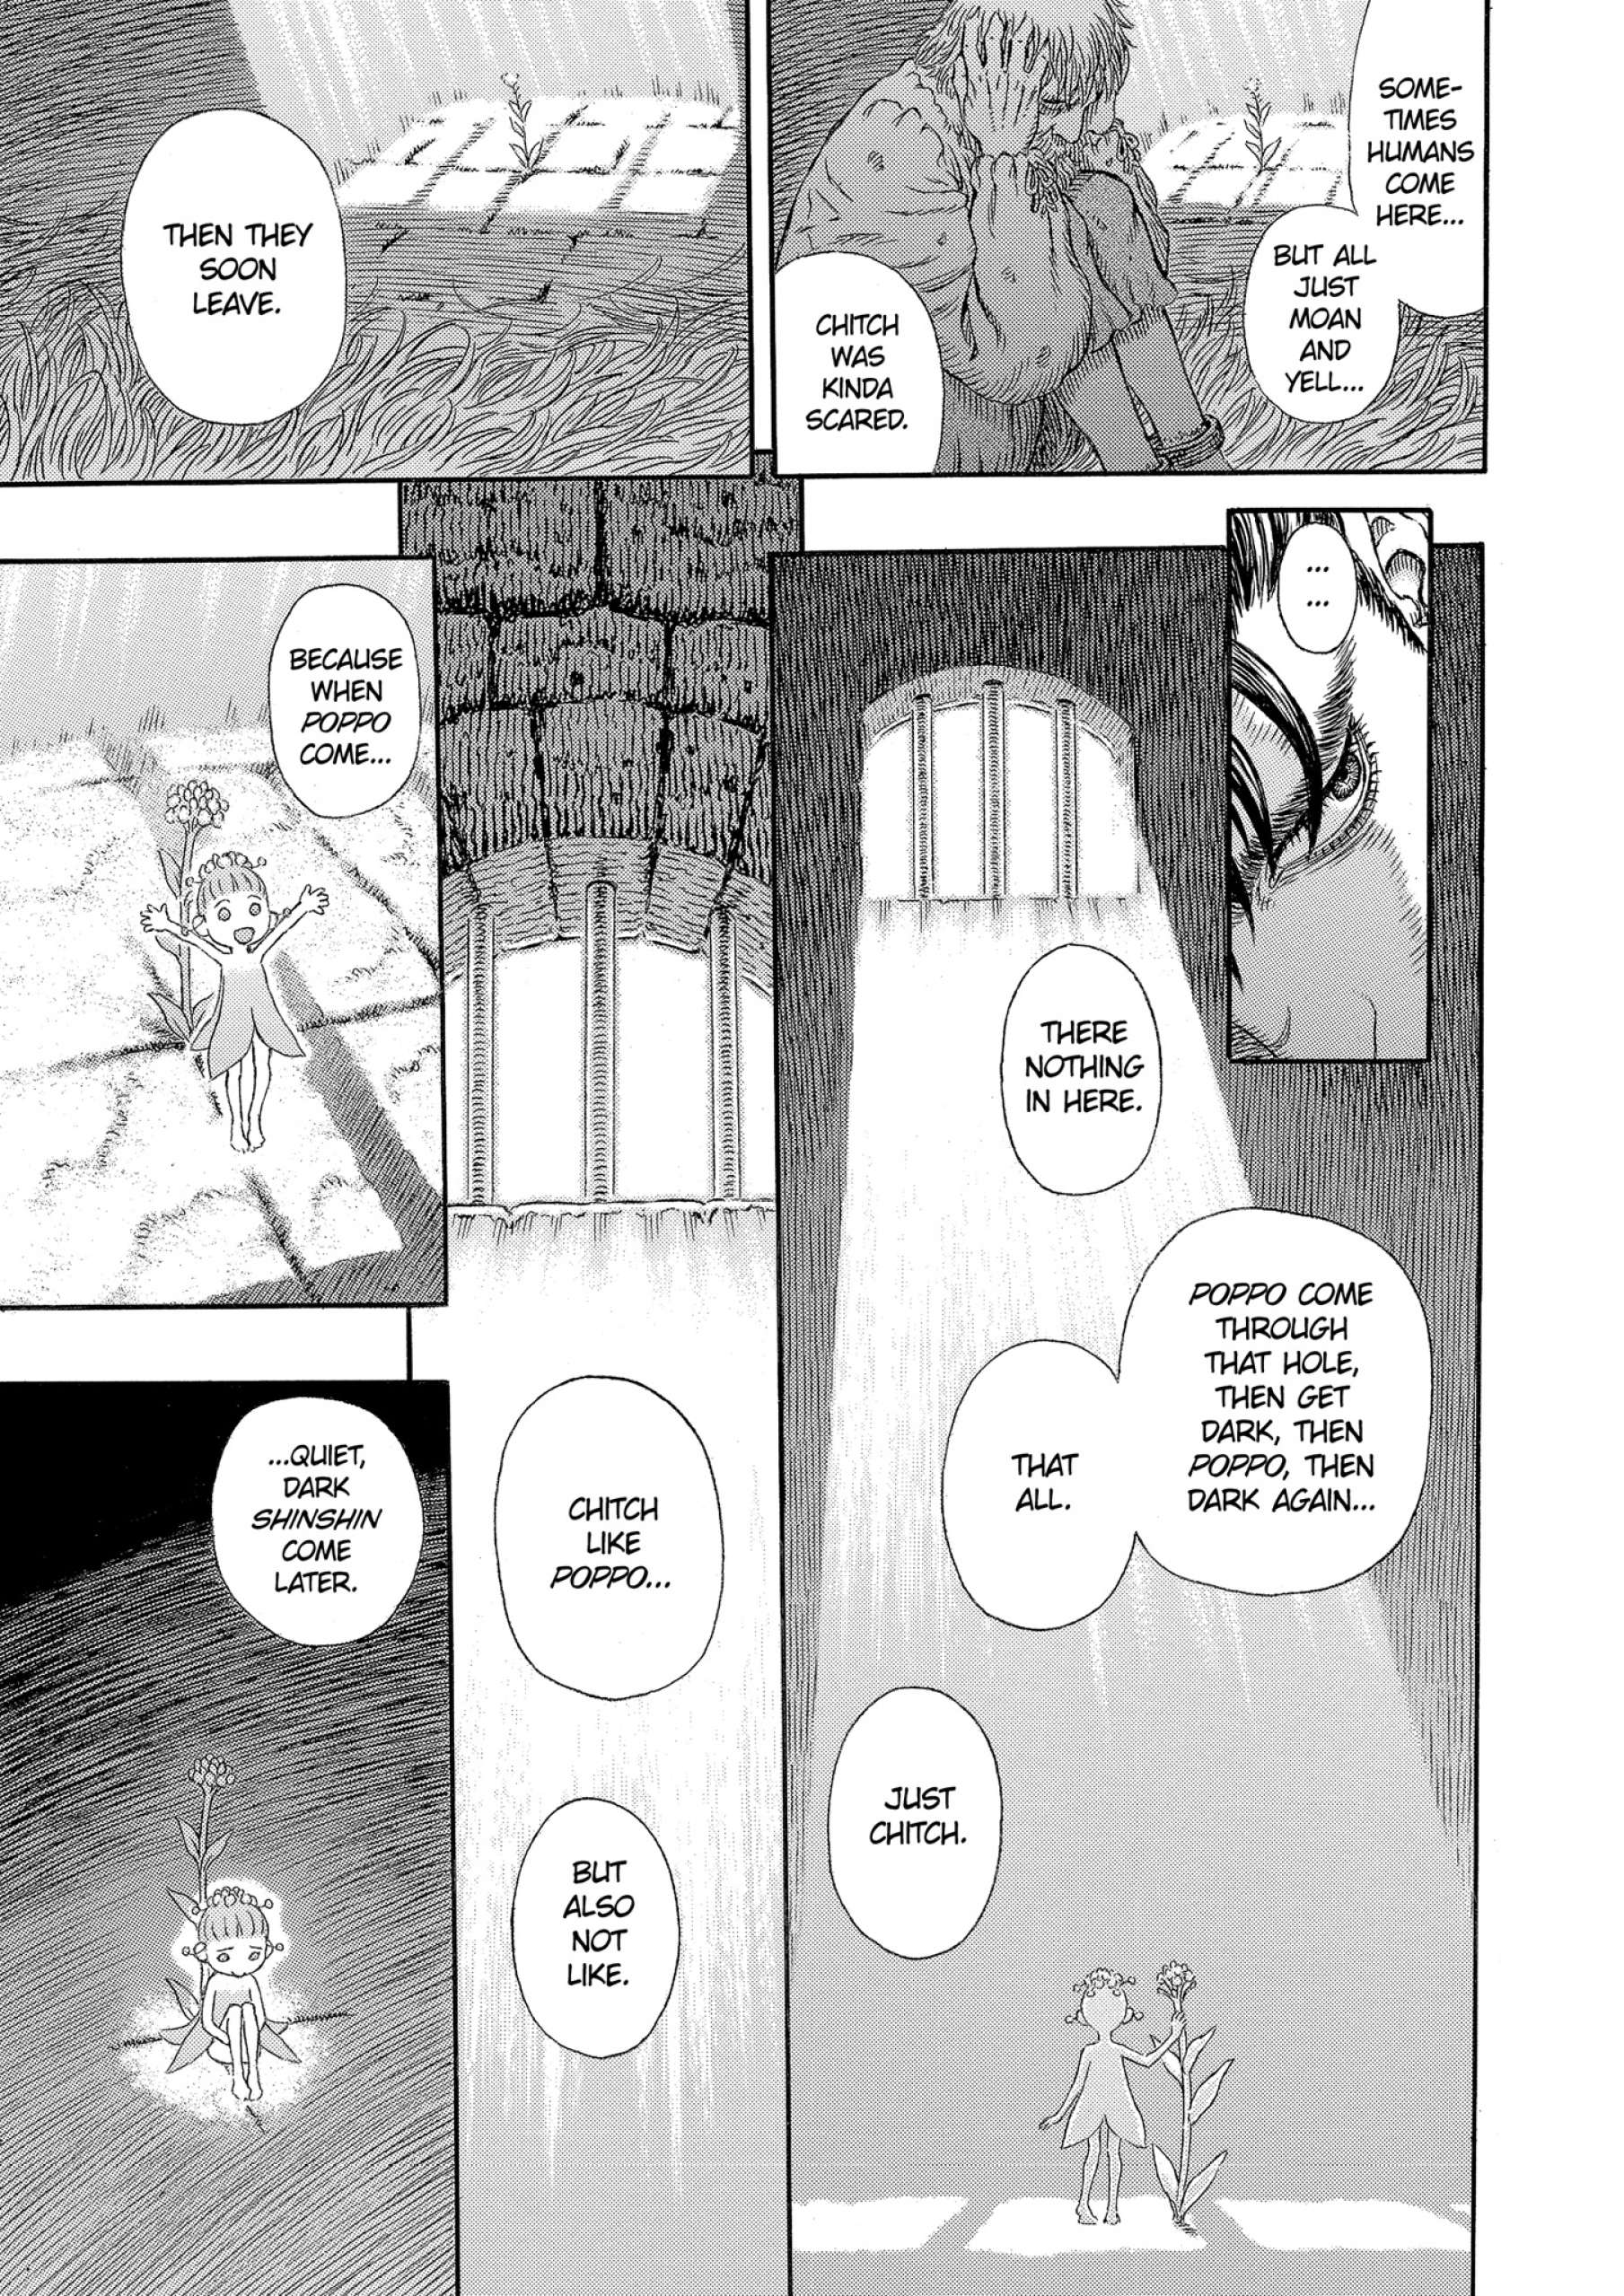 SOME-
TIMES
HUMANS
COME
HERE...
BUT ALL
JUST
MOAN
AND
YELL...
CHITCH
WAS
KINDA
SCARED.
THEN THEY
SOON
LEAVE.
...
...
THERE
NOTHING
IN HERE.
POPPO COME
THROUGH
THAT HOLE,
THEN GET
DARK, THEN
POPPO, THEN
DARK AGAIN...
THAT
ALL.
JUST
CHITCH.
CHITCH
LIKE
POPPO...
BUT
ALSO
NOT
LIKE.
BECAUSE
WHEN
POPPO
COME...
...QUIET,
DARK
SHINSHIN
COME
LATER.